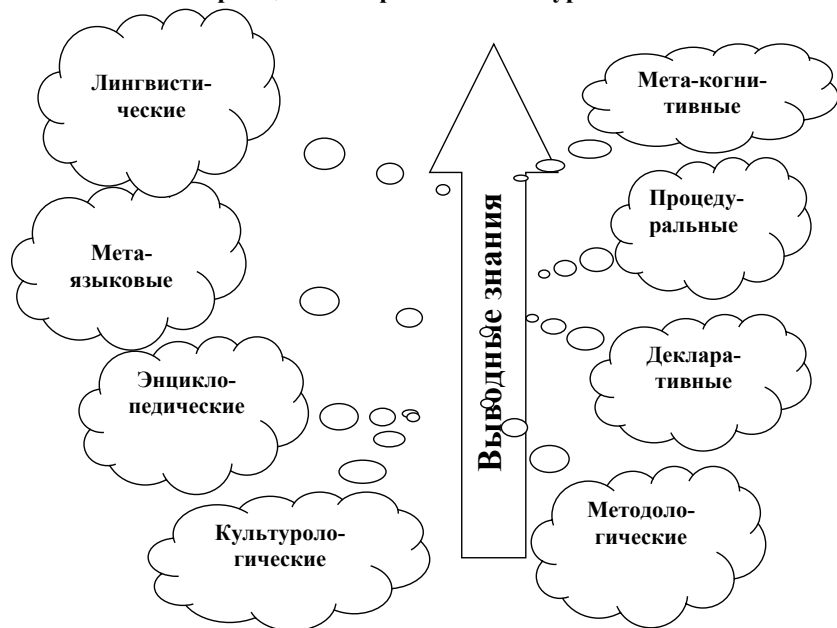 Лингвисти-
ческие
Мета-
языковые
Энцикло-
педические
Культуроло-
гические
Выводные знания
Мета-когни-
тивные
Процеду-
ральные
Деклара-
тивные
Методоло-
гические